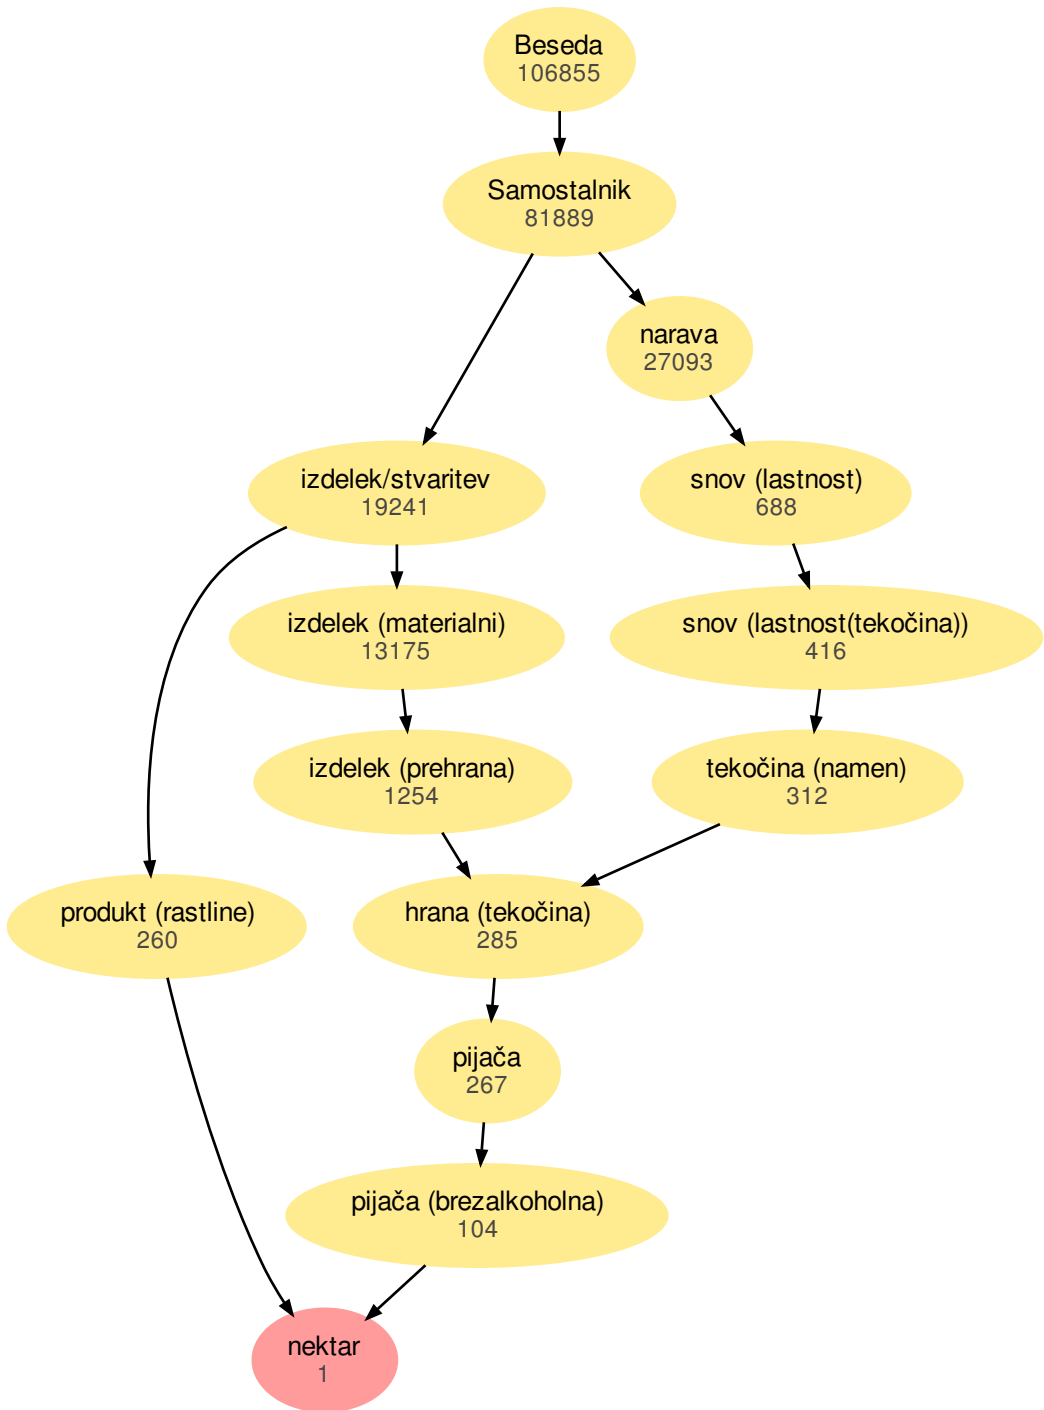 Beseda
106855
Samostalnik
81889
narava
27093
izdelek/stvaritev
19241
snov (lastnost)
688
izdelek (materialni)
13175
snov (lastnost(tekočina))
416
izdelek (prehrana)
1254
tekočina (namen)
312
produkt (rastline)
260
hrana (tekočina)
285
pijača
267
pijača (brezalkoholna)
104
nektar
1